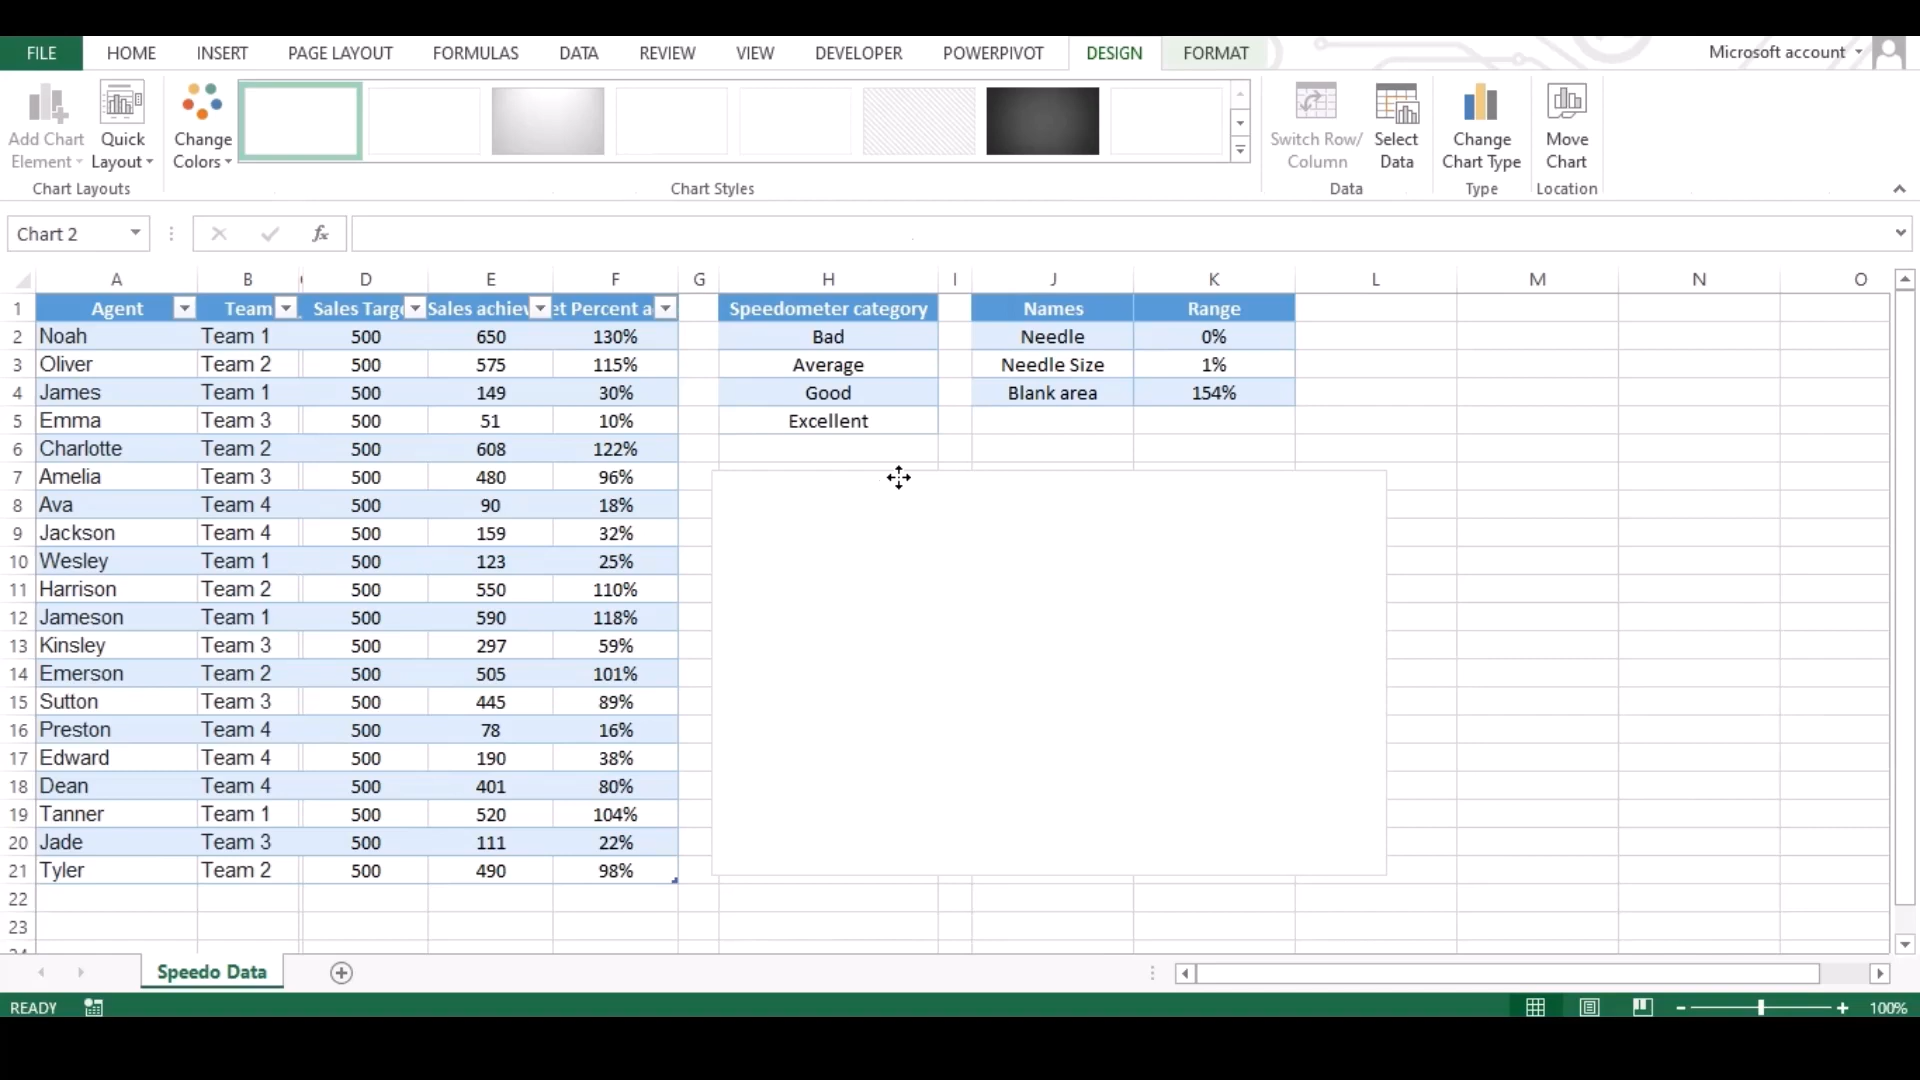 FILE HOME INSERT PAGE LAYOUT FORMULAS DATA REVIEW VIEW DEVELOPER POWERPIVOT DESIGN FORMAT Microsoft account
Add Chart Element Quick Layout Change Colors Switch Row/ Column Select Data Change Chart Type Move Chart
Chart Layouts Chart Styles Data Type Location
Chart 2 fx
A B D E F G H I J K L M N O
1 Agent Team Sales Targ Sales achiev et Percent a Speedometer category Names Range
2 Noah Team 1 500 650 130% Bad Needle 0%
3 Oliver Team 2 500 575 115% Average Needle Size 1%
4 James Team 1 500 149 30% Good Blank area 154%
5 Emma Team 3 500 51 10% Excellent
6 Charlotte Team 2 500 608 122%
7 Amelia Team 3 500 480 96%
8 Ava Team 4 500 90 18%
9 Jackson Team 4 500 159 32%
10 Wesley Team 1 500 123 25%
11 Harrison Team 2 500 550 110%
12 Jameson Team 1 500 590 118%
13 Kinsley Team 3 500 297 59%
14 Emerson Team 2 500 505 101%
15 Sutton Team 3 500 445 89%
16 Preston Team 4 500 78 16%
17 Edward Team 4 500 190 38%
18 Dean Team 4 500 401 80%
19 Tanner Team 1 500 520 104%
20 Jade Team 3 500 111 22%
21 Tyler Team 2 500 490 98%
22
23
Speedo Data
READY 100%